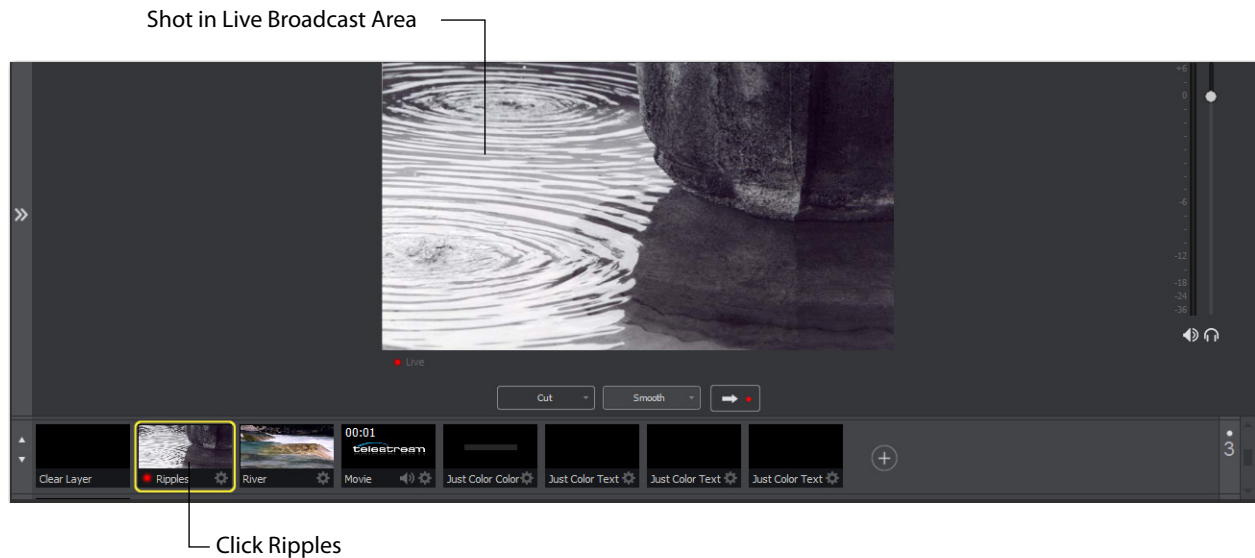 Shot in Live Broadcast Area
+6
0
-6
-12
-18
-24
-36
Live
Cut
Smooth
00:01
telestream
3
Clear Layer
Ripples
River
Movie
Just Color Color
Just Color Text
Just Color Text
Just Color Text
Click Ripples